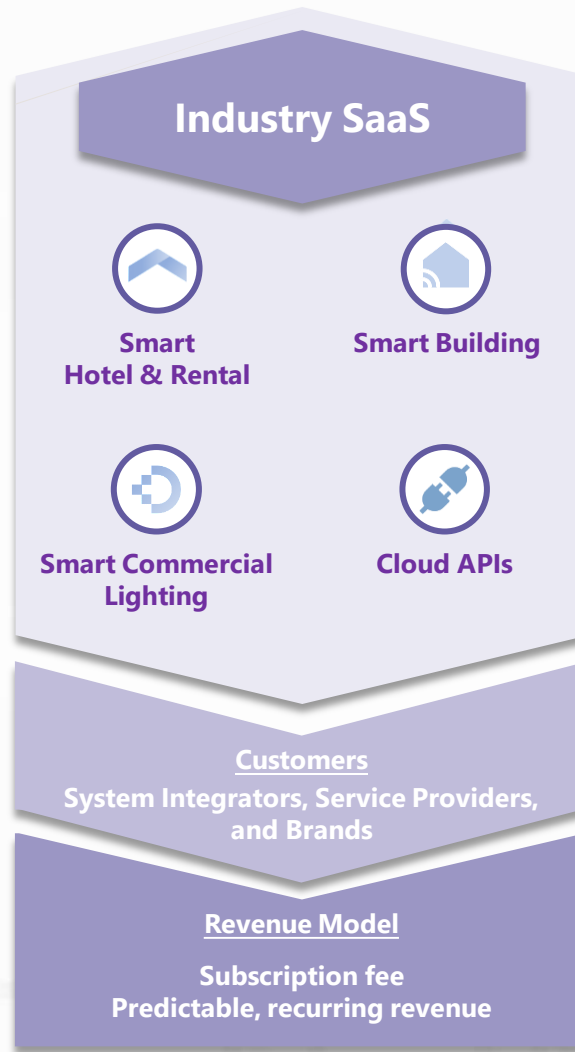 Industry SaaS
Smart
Hotel & Rental
Smart Building
Smart Commercial
Lighting
Cloud APIs
Customers
System Integrators, Service Providers,
and Brands
Revenue Model
Subscription fee
Predictable, recurring revenue